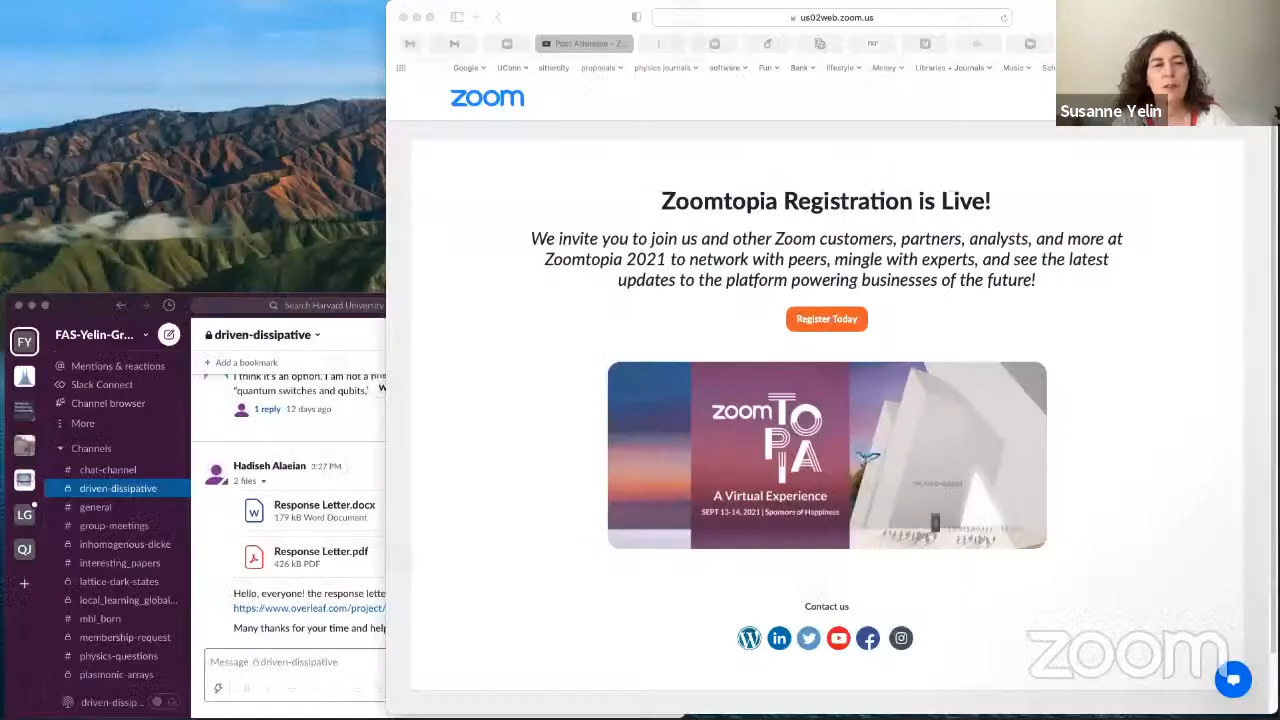 us02web.zoom.us
Post Attendee - Z...
Google
UConn
sittercity
proposals
physics journals
software
Fun
Bank
lifestyle
Money
Libraries + Journals
Music
Sch
Susanne Yelin
zoom
Zoomtopia Registration is Live!
We invite you to join us and other Zoom customers, partners, analysts, and more at
Zoomtopia 2021 to network with peers, mingle with experts, and see the latest
updates to the platform powering businesses of the future!
Register Today
zoomTOPIA
A Virtual Experience
SEPT 13-14, 2021 | Sponsors of Happiness
Contact us
zoom
Search Harvard University
FY
FAS-Yelin-Gr...
Mentions & reactions
Slack Connect
Channel browser
More
Channels
# chat-channel
driven-dissipative
# general
# group-meetings
inhomogenous-dicke
# interesting_papers
lattice-dark-states
local_learning_global...
# mbl_born
membership-request
# physics-questions
plasmonic-arrays
driven-dissip...
LG
QJ
driven-dissipative
+ Add a bookmark
I think it's an option. I am not a
"quantum switches and qubits,"
1 reply 12 days ago
Hadiseh Alaeian 3:27 PM
2 files
Response Letter.docx
179 kB Word Document
Response Letter.pdf
426 kB PDF
Hello, everyone! the response lette
https://www.overleaf.com/project/
Many thanks for your time and help
Message driven-dissipative